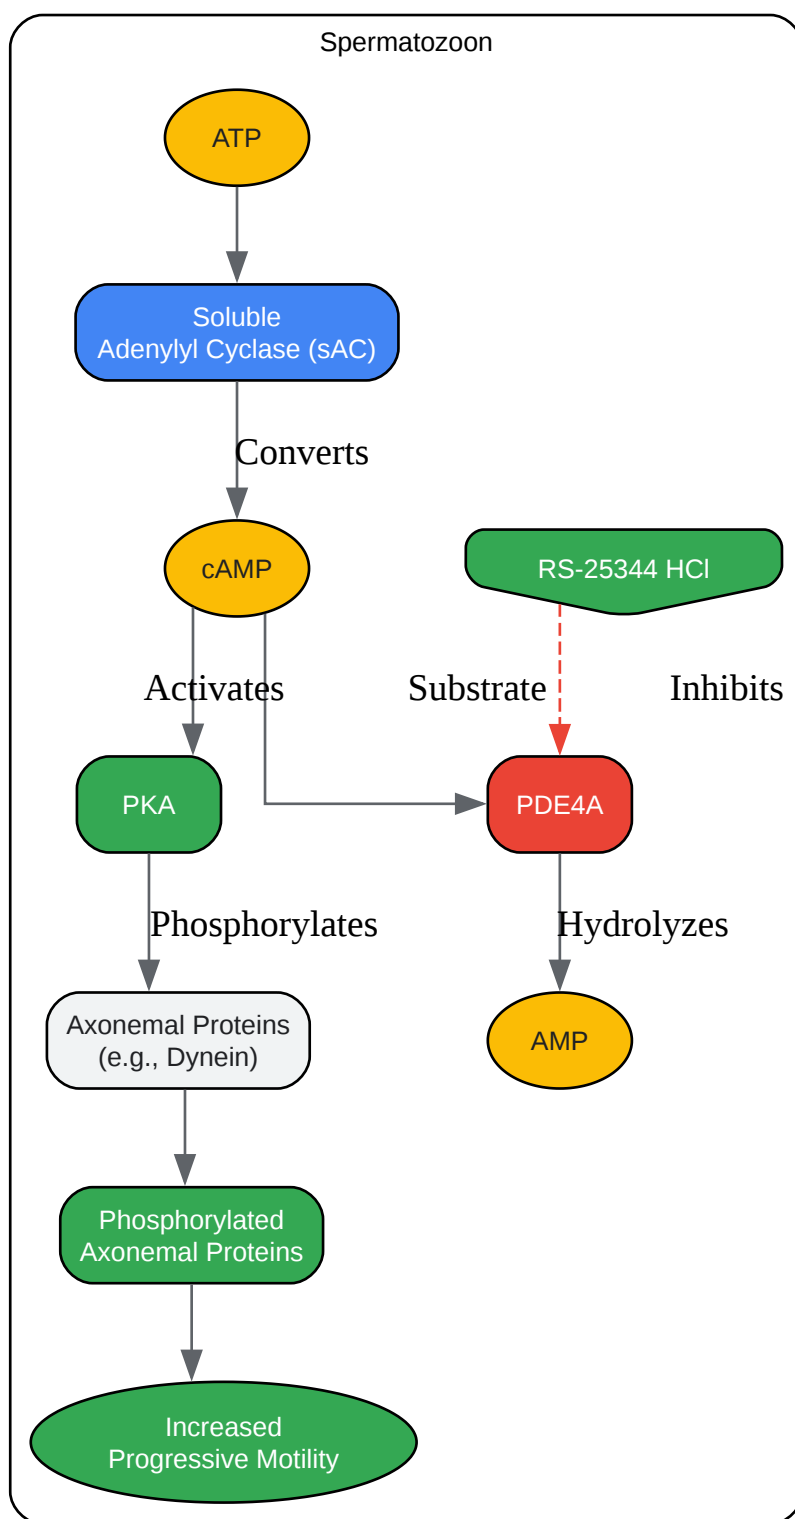 Spermatozoon
ATP
Soluble
Adenylyl Cyclase (sAC)
Converts
cAMP
RS-25344 HCl
Activates
Substrate
Inhibits
PKA
PDE4A
Phosphorylates
Hydrolyzes
Axonemal Proteins
(e.g., Dynein)
AMP
Phosphorylated
Axonemal Proteins
Increased
Progressive Motility